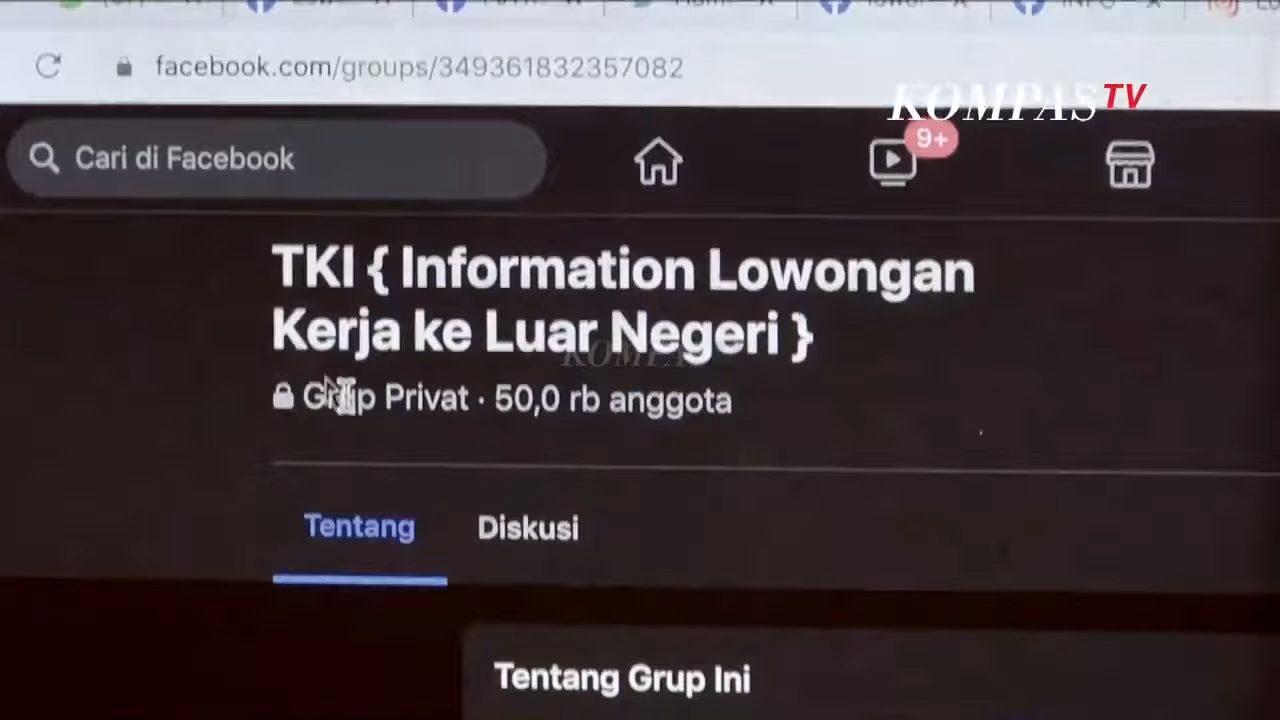 facebook.com/groups/349361832357082
KOMPAS TV
Cari di Facebook
9+
TKI { Information Lowongan
Kerja ke Luar Negeri }
KOMPAS
Grup Privat · 50,0 rb anggota
Tentang
Diskusi
Tentang Grup Ini